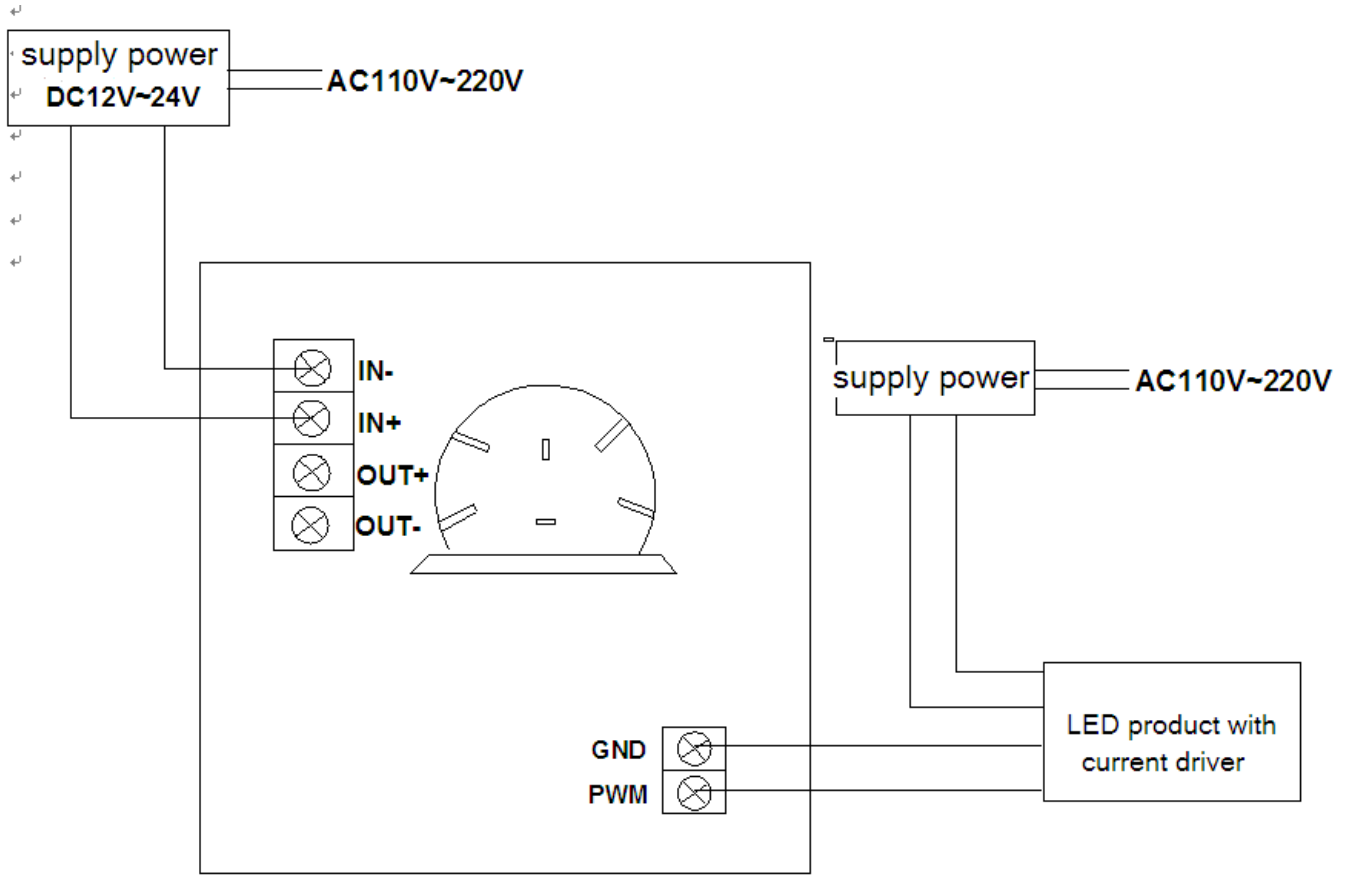 supply power
DC12V~24V
AC110V~220V
IN-
IN+
OUT+
OUT-
supply power
AC110V~220V
LED product with
current driver
GND
PWM